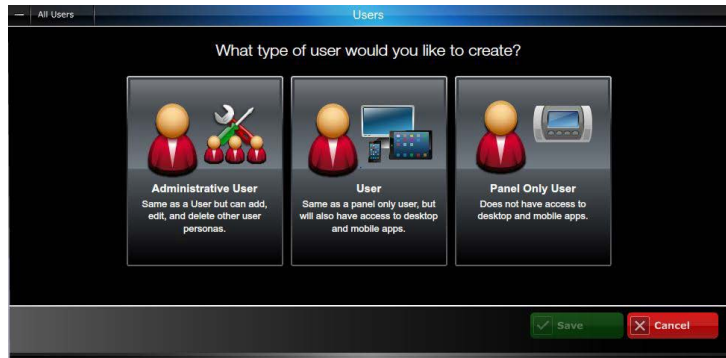 All Users
Users
What type of user would you like to create?
Administrative User
Same as a User but can add,
edit, and delete other user
personas.
User
Same as a panel only user, but
will also have access to desktop
and mobile apps.
Panel Only User
Does not have access to
desktop and mobile apps.
Save
Cancel